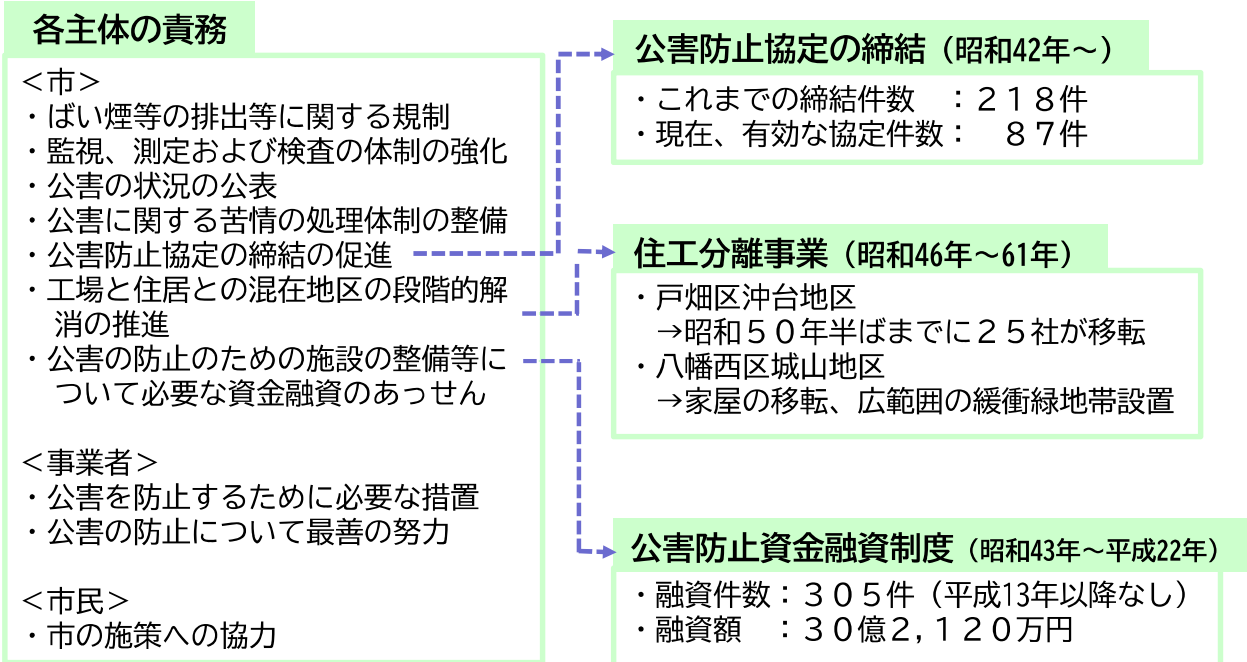 各主体の責務
＜市＞
・ばい煙等の排出等に関する規制
・監視、測定および検査の体制の強化
・公害の状況の公表
・公害に関する苦情の処理体制の整備
・公害防止協定の締結の促進
・工場と住居との混在地区の段階的解
消の推進
・公害の防止のための施設の整備等に
ついて必要な資金融資のあっせん
＜事業者＞
・公害を防止するために必要な措置
・公害の防止について最善の努力
＜市民＞
・市の施策への協力
公害防止協定の締結（昭和42年～）
・これまでの締結件数　：２１８件
・現在、有効な協定件数：　８７件
住工分離事業（昭和46年～61年）
・戸畑区沖台地区
→昭和５０年半ばまでに２５社が移転
・八幡西区城山地区
→家屋の移転、広範囲の緩衝緑地帯設置
公害防止資金融資制度（昭和43年～平成22年）
・融資件数：３０５件（平成13年以降なし）
・融資額　：３０億２,１２０万円